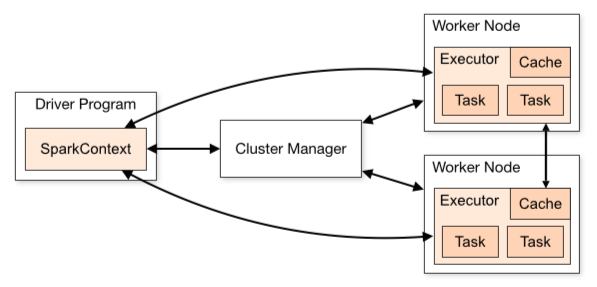 Driver Program
SparkContext
Cluster Manager
Worker Node
Executor
Cache
Task
Task
Worker Node
Executor
Cache
Task
Task